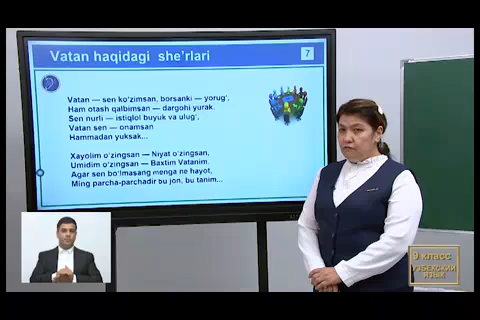 Vatan haqidagi she'rlari
7
Vatan — sen ko'zimsan, borsanki — yorug',
Ham otash qalbimsan — dargohi yurak.
Sen nurli — istiqlol buyuk va ulug',
Vatan sen — onamsan
Hammadan yuksak...
Xayolim o'zingsan — Niyat o'zingsan,
Umidim o'zingsan — Baxtim Vatanim.
Agar sen bo'lmasang menga ne hayot,
Ming parcha-parchadir bu jon, bu tanim...
9 класс
УЗБЕКСКИЙ
ЯЗЫК